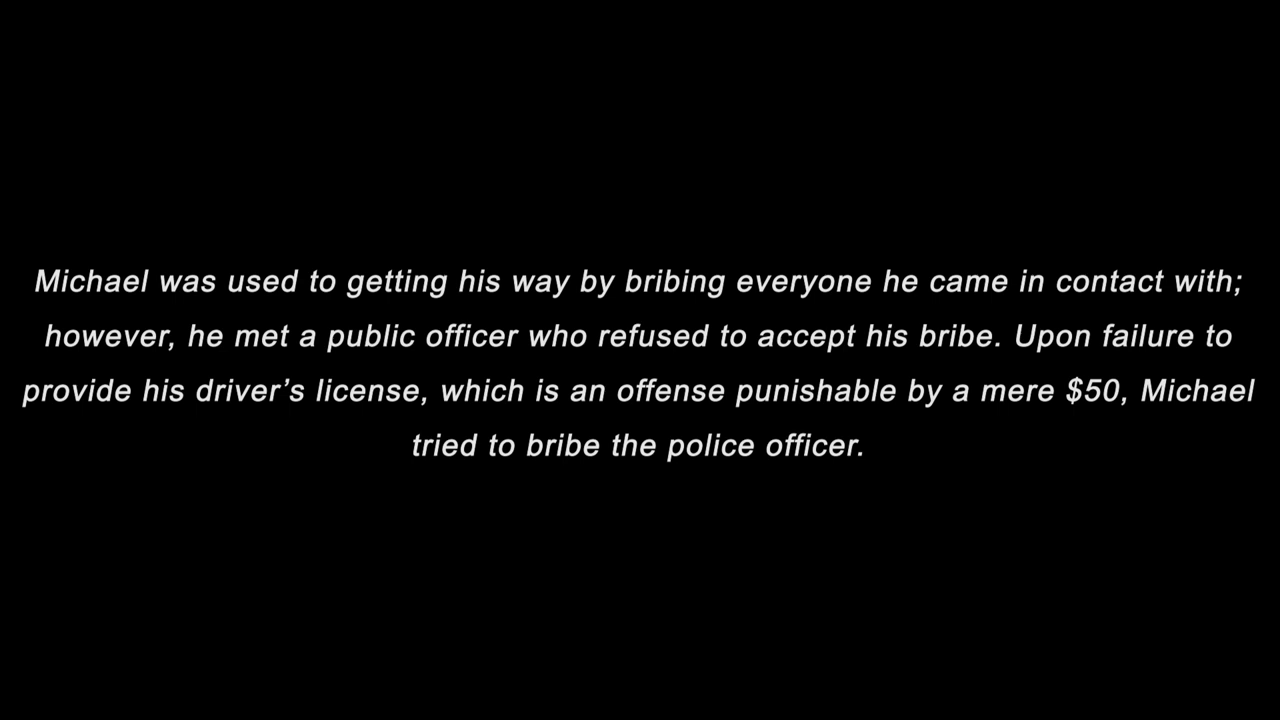 Michael was used to getting his way by bribing everyone he came in contact with;
however, he met a public officer who refused to accept his bribe. Upon failure to
provide his driver’s license, which is an offense punishable by a mere $50, Michael
tried to bribe the police officer.